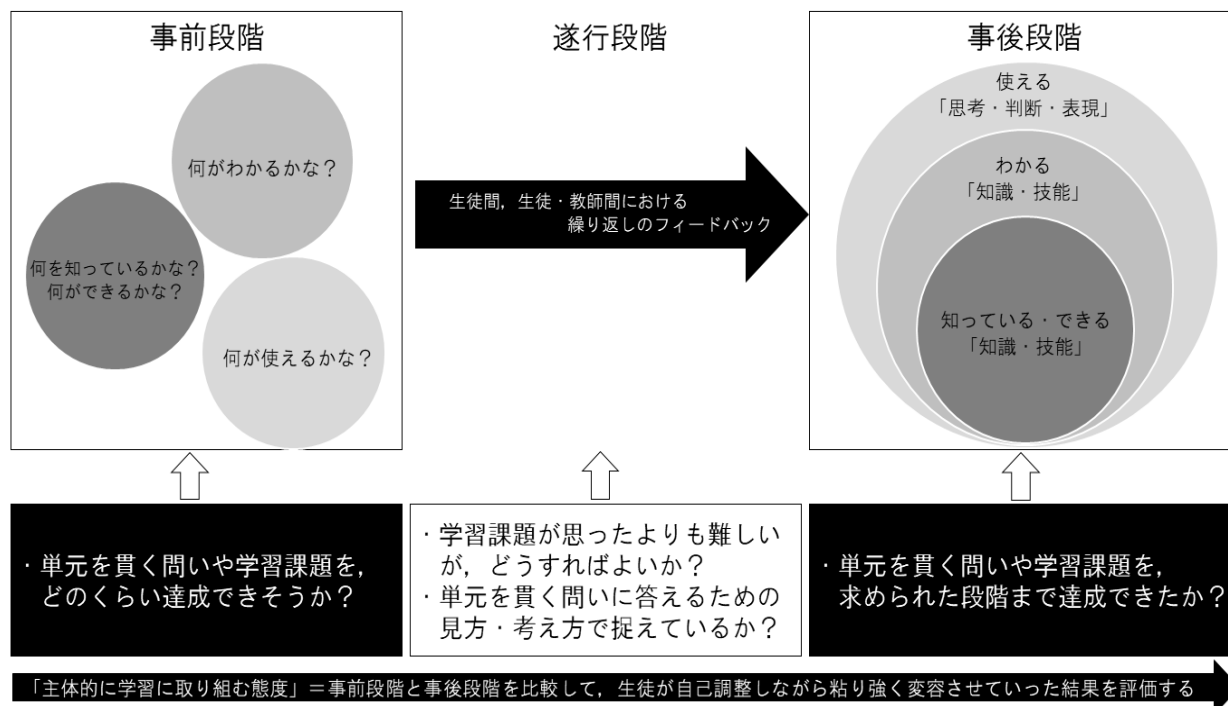 事前段階
何がわかるかな？
何を知っているかな？
何ができるかな？
何が使えるかな？
遂行段階
生徒間，生徒・教師間における
繰り返しのフィードバック
事後段階
使える
「思考・判断・表現」
わかる
「知識・技能」
知っている・できる
「知識・技能」
・単元を貫く問いや学習課題を，
どのくらい達成できそうか？
・学習課題が思ったよりも難しい
が，どうすればよいか？
・単元を貫く問いに答えるための
見方・考え方で捉えているか？
・単元を貫く問いや学習課題を，
求められた段階まで達成できたか？
「主体的に学習に取り組む態度」＝事前段階と事後段階を比較して，生徒が自己調整しながら粘り強く変容させていった結果を評価する